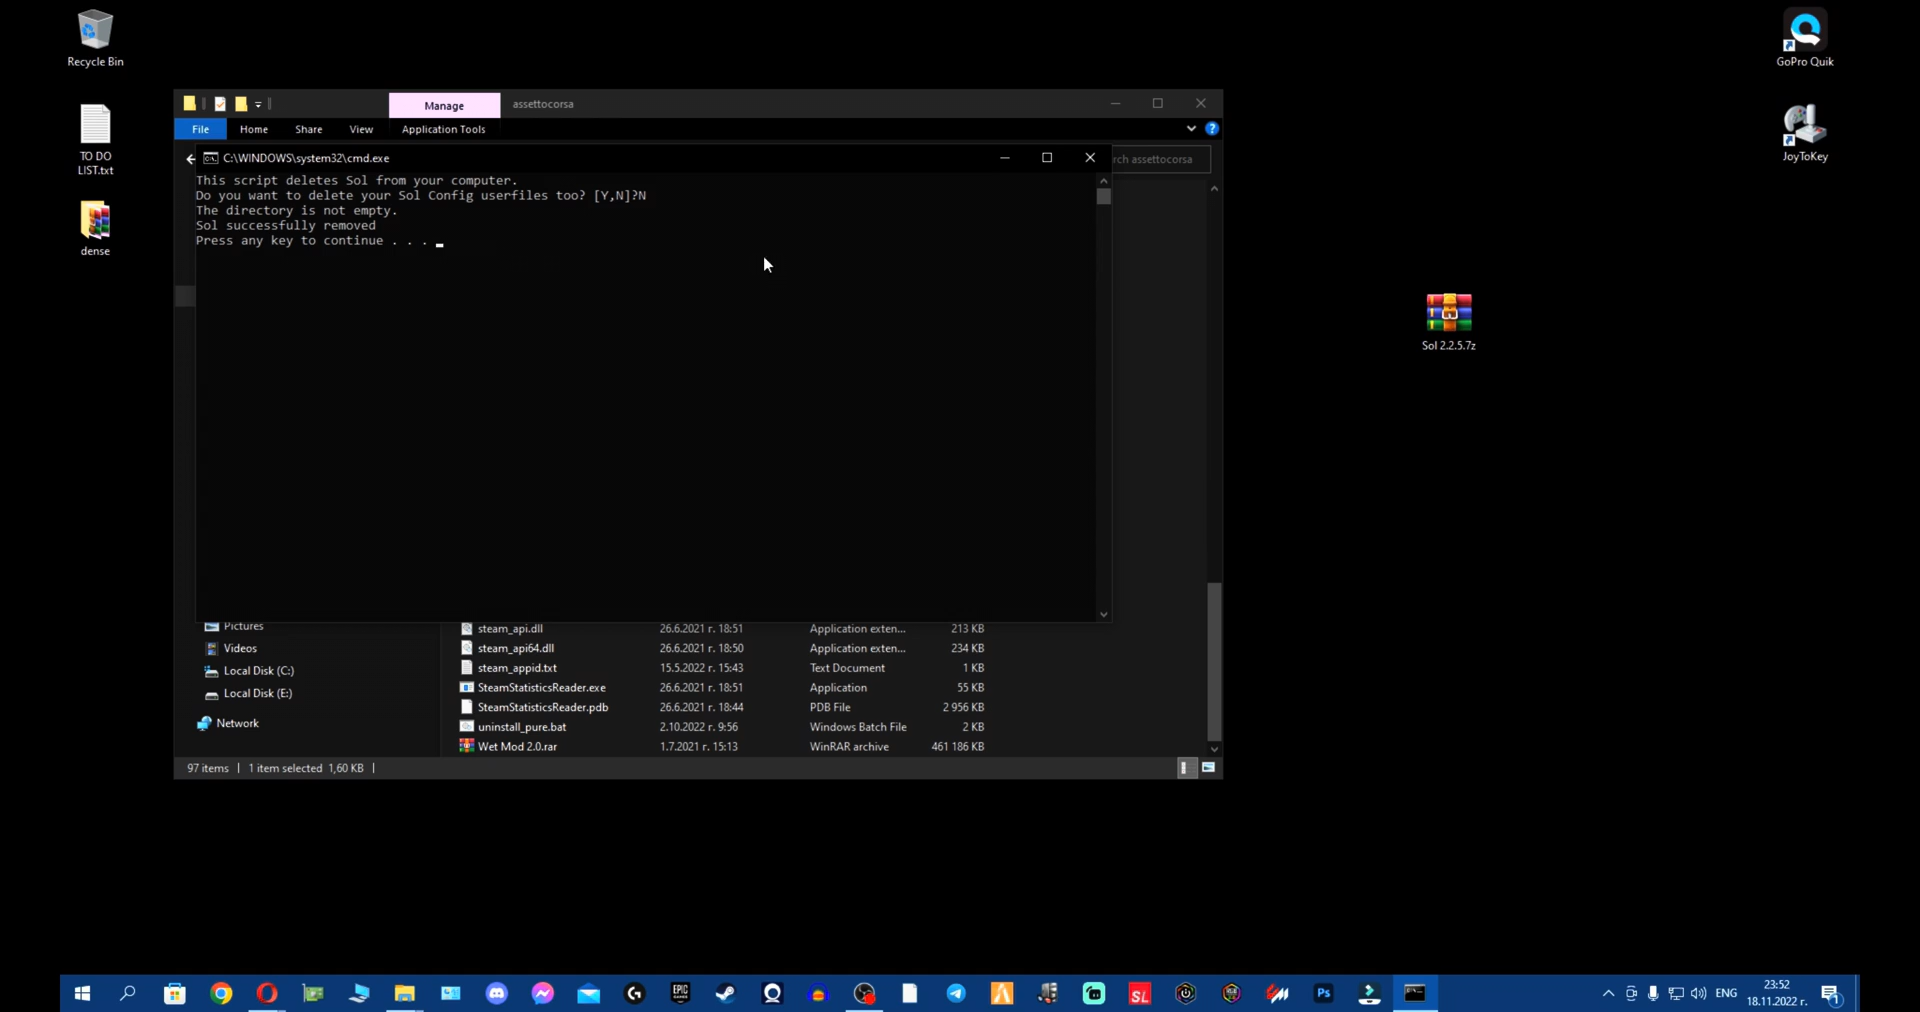 Recycle Bin
TO DO
LIST.txt
dense
GoPro Quik
JoyToKey
Sol 2.2.5.7z
Manage
assettocorsa
File
Home
Share
View
Application Tools
C:\WINDOWS\system32\cmd.exe
rch assettocorsa
This script deletes Sol from your computer.
Do you want to delete your Sol Config userfiles too? [Y,N]?N
The directory is not empty.
Sol successfully removed
Press any key to continue . . .
Pictures
Videos
Local Disk (C:)
Local Disk (E:)
Network
steam_api.dll 26.6.2021 г. 18:51 Application exten... 213 KB
steam_api64.dll 26.6.2021 г. 18:50 Application exten... 234 KB
steam_appid.txt 15.5.2022 г. 15:43 Text Document 1 KB
SteamStatisticsReader.exe 26.6.2021 г. 18:51 Application 55 KB
SteamStatisticsReader.pdb 26.6.2021 г. 18:44 PDB File 2 956 KB
uninstall_pure.bat 2.10.2022 г. 9:56 Windows Batch File 2 KB
Wet Mod 2.0.rar 1.7.2021 г. 15:13 WinRAR archive 461 186 KB
97 items 1 item selected 1,60 KB
EPIC
GAMES
SL
Ps
ENG
23:52
18.11.2022 г.
1